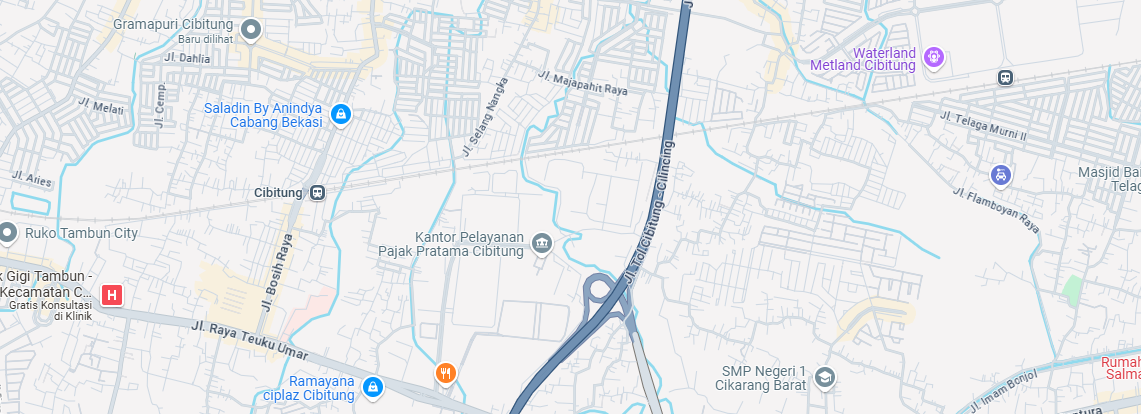 Gramapuri Cibitung
Baru dilihat
Jl. Dahlia
Jl. Melati
Jl. Cemp.
Saladin By Anindya
Cabang Bekasi
Jl. Selang Nangka
Jl. Majapahit Raya
Waterland
Metland Cibitung
Jl. Telaga Murni II
Jl. Aries
Cibitung
Masjid Bai
Telag
Jl. Flamboyan Raya
Ruko Tambun City
Kantor Pelayanan
Pajak Pratama Cibitung
Jl. Tol Cibitung - Cilincing
Jl. Bosih Raya
k Gigi Tambun -
Kecamatan C...
Gratis Konsultasi
di Klinik
H
Jl. Raya Teuku Umar
Ramayana
ciplaz Cibitung
SMP Negeri 1
Cikarang Barat
Rumah
Salma
Jl. Imam Bonjol